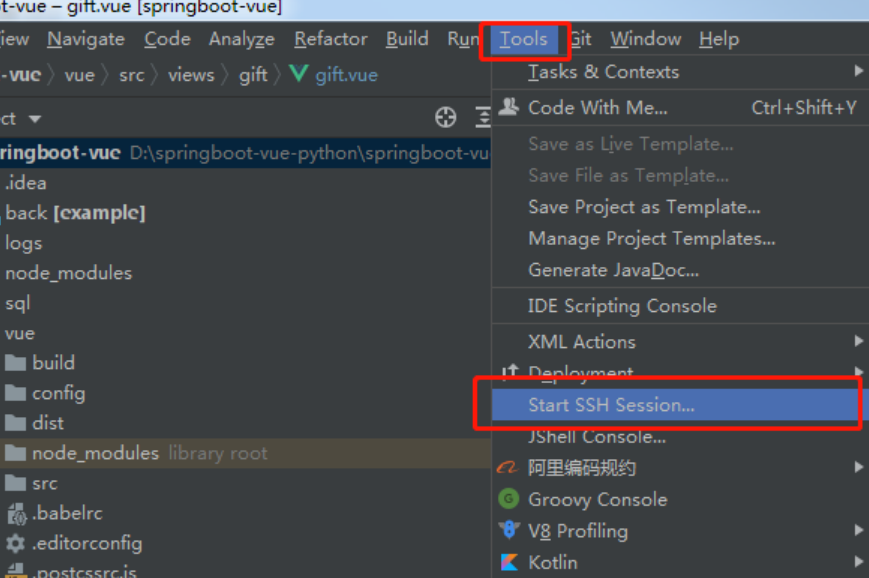 ot-vue – gift.vue [springboot-vue]
iew Navigate Code Analyze Refactor Build Run Tools Git Window Help
-vue 〉 vue 〉 src 〉 views 〉 gift 〉 gift.vue
ct
ringboot-vue D:\springboot-vue-python\springboot-vu
.idea
back [example]
logs
node_modules
sql
vue
build
config
dist
node_modules library root
src
.babelrc
.editorconfig
.postcssrc.js
Tasks & Contexts
Code With Me... Ctrl+Shift+Y
Save as Live Template...
Save File as Template...
Save Project as Template...
Manage Project Templates...
Generate JavaDoc...
IDE Scripting Console
XML Actions
Deployment
Start SSH Session...
JShell Console...
阿里编码规约
G Groovy Console
V8 Profiling
Kotlin